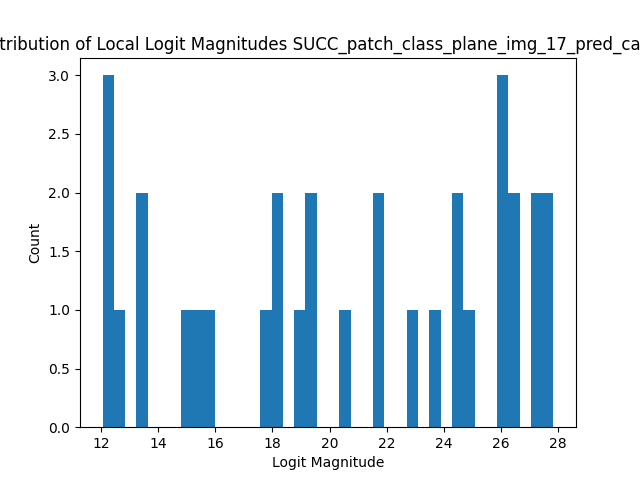 tribution of Local Logit Magnitudes SUCC_patch_class_plane_img_17_pred_ca
3.0
2.5
2.0
1.5
1.0
0.5
0.0
Count
12 14 16 18 20 22 24 26 28
Logit Magnitude